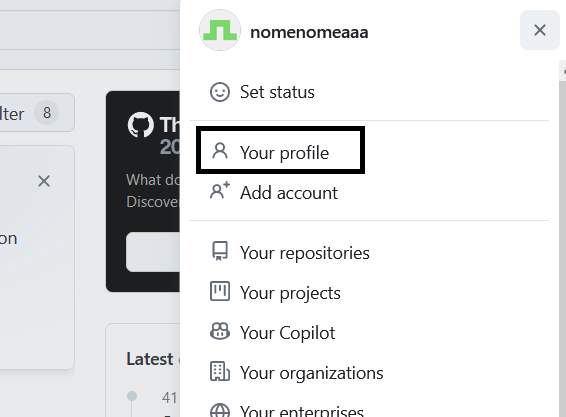 nomenomeaaa
Set status
lter 8
Th
20
Your profile
What do
Discover
Add account
on
Your repositories
Your projects
Your Copilot
Latest
Your organizations
41
Your enterprises